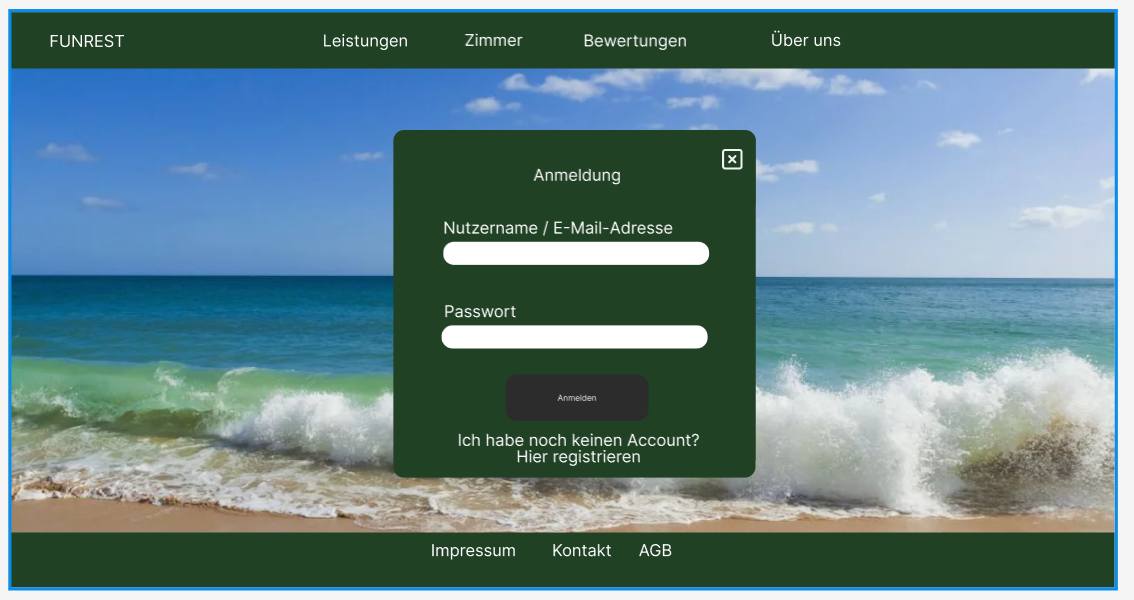 FUNREST Leistungen Zimmer Bewertungen Über uns
Anmeldung
Nutzername / E-Mail-Adresse
Passwort
Anmelden
Ich habe noch keinen Account?
Hier registrieren
Impressum Kontakt AGB